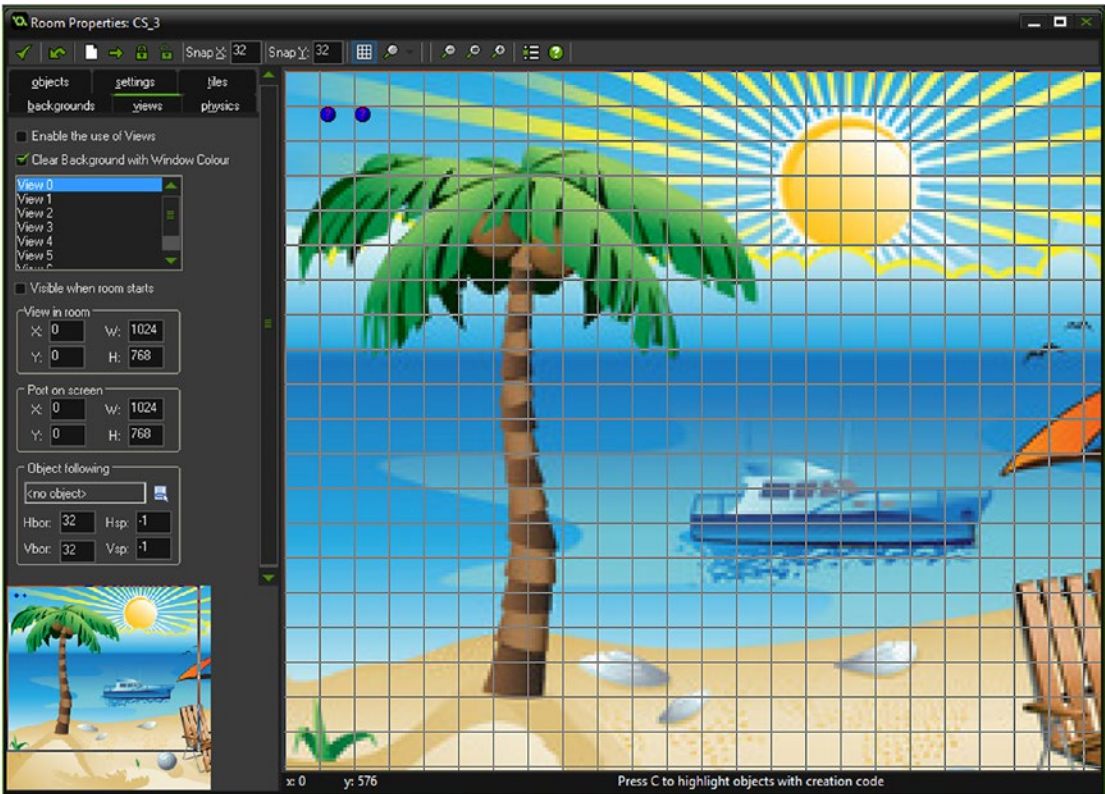 Room Properties: CS_3
Snap X: 32 Snap Y: 32
objects settings tiles
backgrounds views physics
Enable the use of Views
Clear Background with Window Colour
View 0
View 1
View 2
View 3
View 4
View 5
Visible when room starts
View in room
X: 0 W: 1024
Y: 0 H: 768
Port on screen
X: 0 W: 1024
Y: 0 H: 768
Object following
<no object>
Hbor: 32 Hsp: -1
Vbor: 32 Vsp: -1
x: 0 y: 576 Press C to highlight objects with creation code